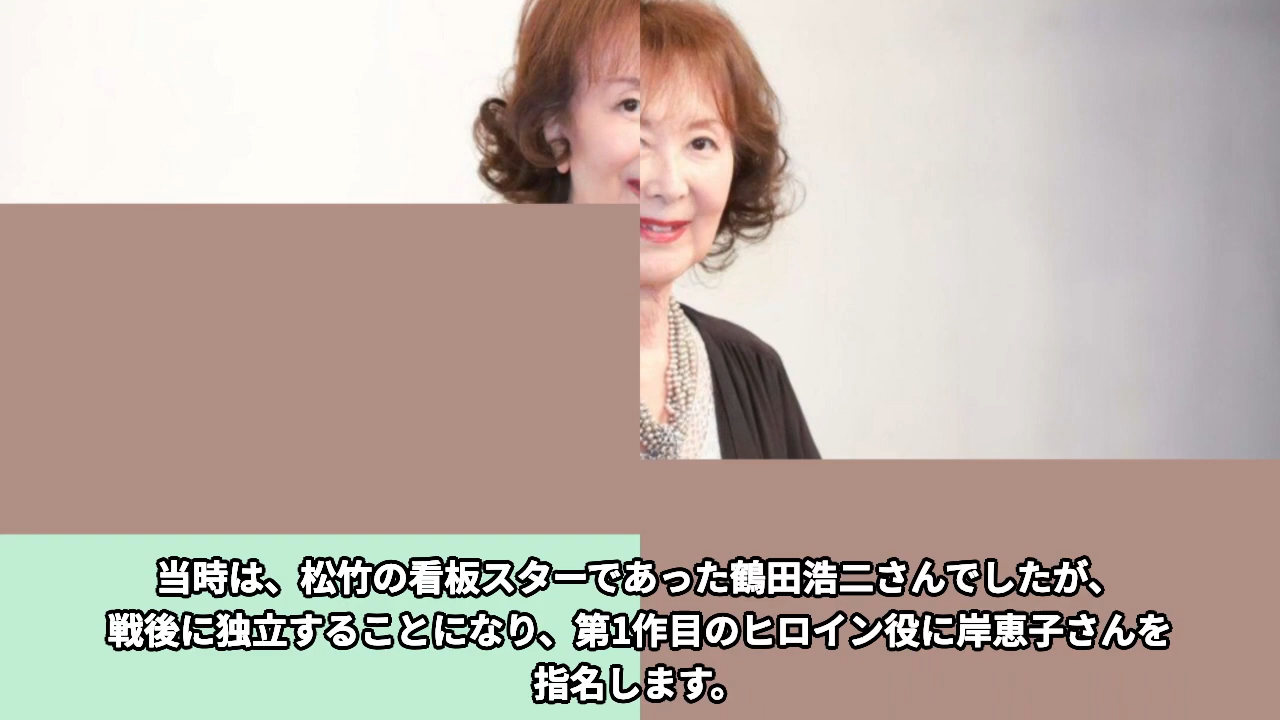 当時は、松竹の看板スターであった鶴田浩二さんでしたが、
戦後に独立することになり、第1作目のヒロイン役に岸恵子さんを
指名します。